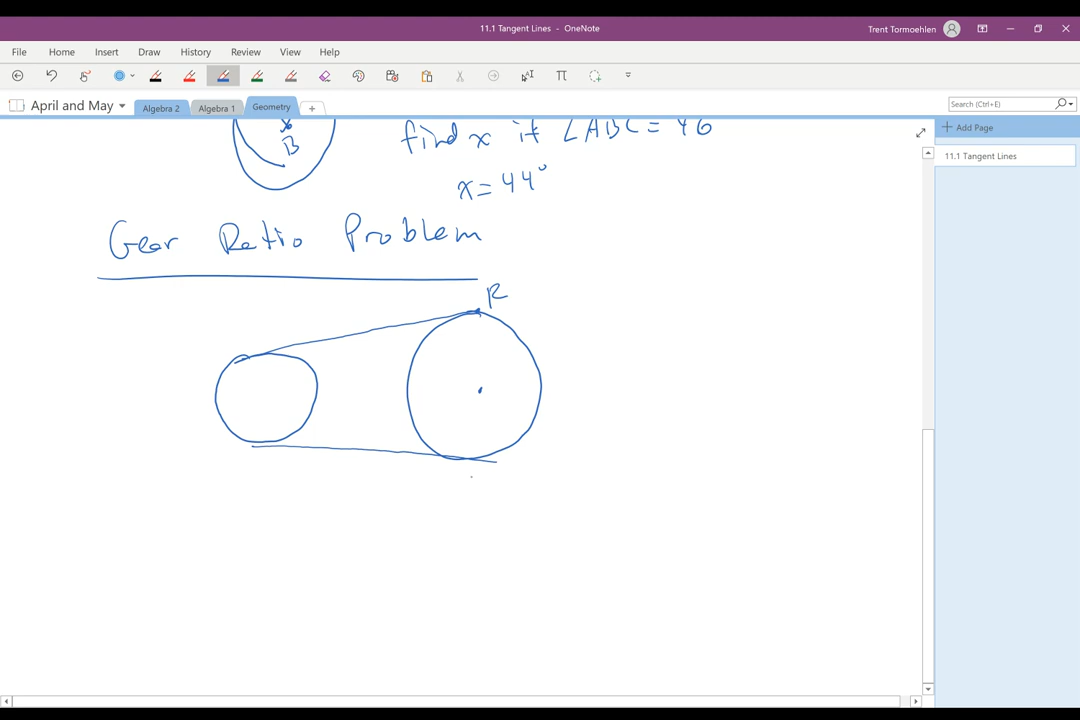 11.1 Tangent Lines - OneNote
Trent Tormoehlen
File Home Insert Draw History Review View Help
April and May Algebra 2 Algebra 1 Geometry
Search (Ctrl+E)
Add Page
11.1 Tangent Lines
B
find x if ∠ABC = 46
x = 44°
Gear Ratio Problem
R